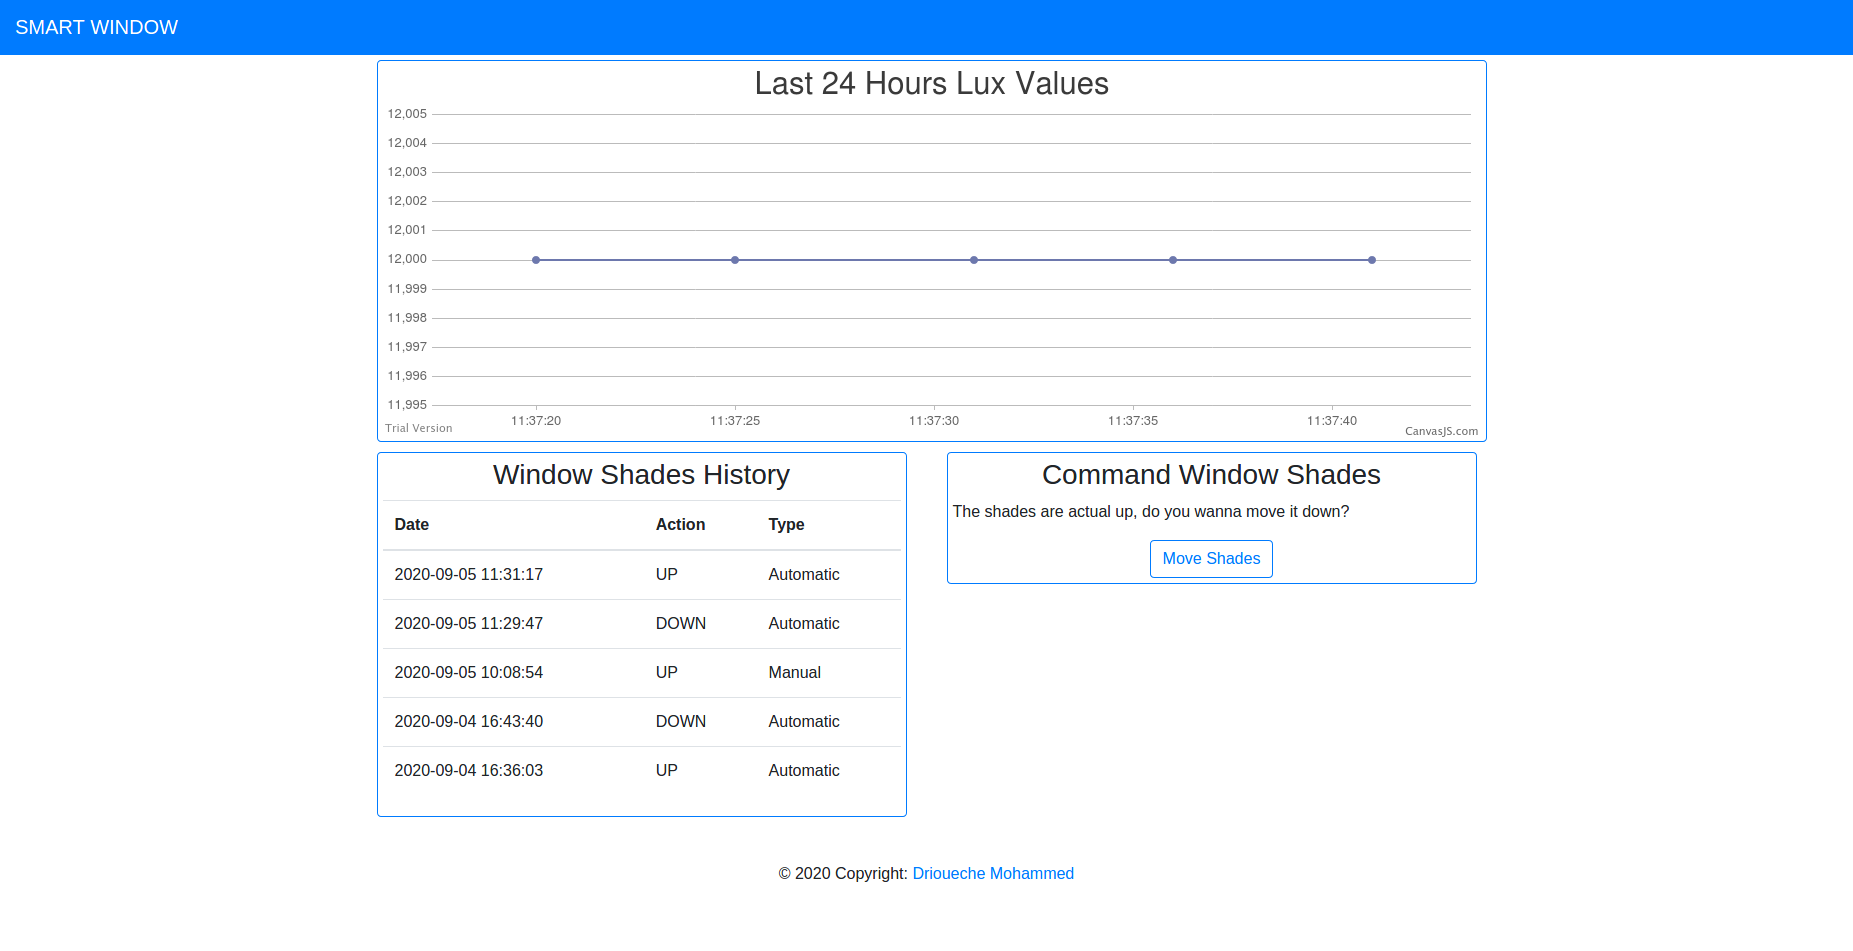 SMART WINDOW
Last 24 Hours Lux Values
12,005
12,004
12,003
12,002
12,001
12,000
11,999
11,998
11,997
11,996
11,995
11:37:20 11:37:25 11:37:30 11:37:35 11:37:40
Trial Version
CanvasJS.com
Window Shades History
Date Action Type
2020-09-05 11:31:17 UP Automatic
2020-09-05 11:29:47 DOWN Automatic
2020-09-05 10:08:54 UP Manual
2020-09-04 16:43:40 DOWN Automatic
2020-09-04 16:36:03 UP Automatic
Command Window Shades
The shades are actual up, do you wanna move it down?
Move Shades
© 2020 Copyright: Drioueche Mohammed